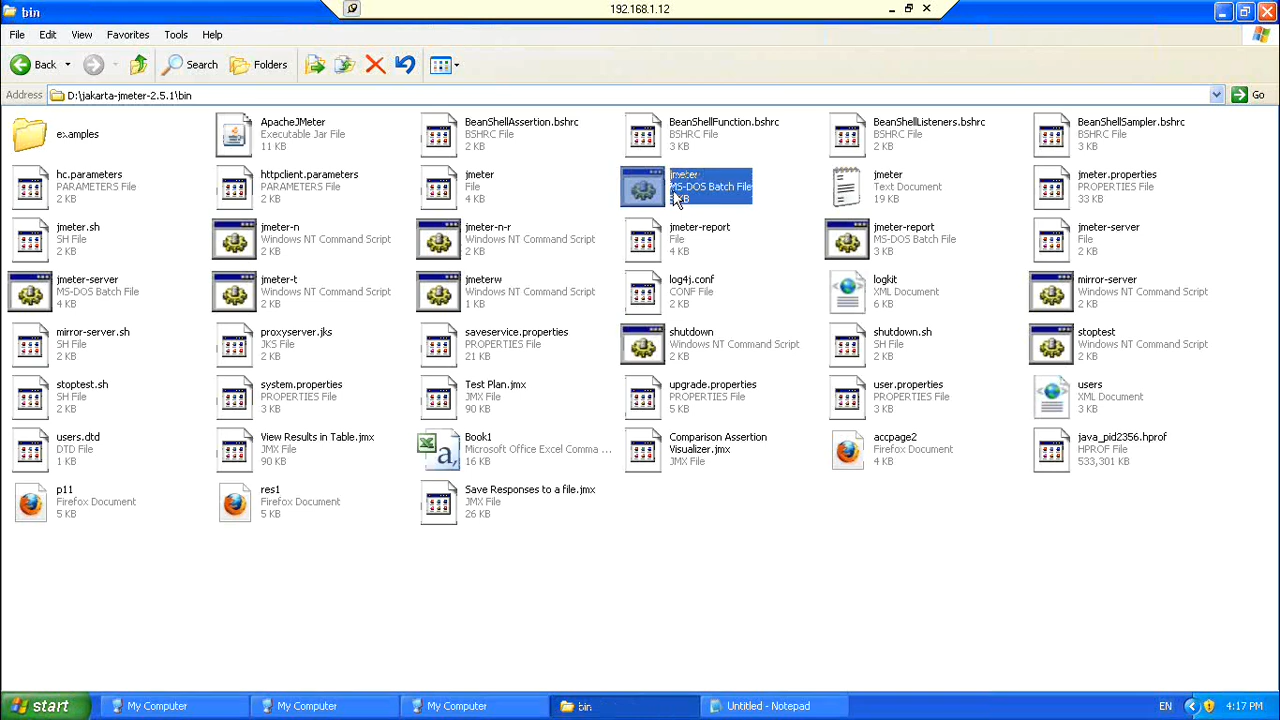 bin
192.168.1.12
File Edit View Favorites Tools Help
Back Search Folders
Address D:\jakarta-jmeter-2.5.1\bin Go
examples
ApacheJMeter
Executable Jar File
11 KB
BeanShellAssertion.bshrc
BSHRC File
2 KB
BeanShellFunction.bshrc
BSHRC File
3 KB
BeanShellListeners.bshrc
BSHRC File
2 KB
BeanShellSampler.bshrc
BSHRC File
3 KB
hc.parameters
PARAMETERS File
2 KB
httpclient.parameters
PARAMETERS File
2 KB
jmeter
File
4 KB
jmeter
MS-DOS Batch File
KB
jmeter
Text Document
19 KB
jmeter.properties
PROPERTIES File
33 KB
jmeter.sh
SH File
2 KB
jmeter-n
Windows NT Command Script
2 KB
jmeter-n-r
Windows NT Command Script
2 KB
jmeter-report
File
4 KB
jmeter-report
MS-DOS Batch File
3 KB
jmeter-server
File
2 KB
jmeter-server
MS-DOS Batch File
4 KB
jmeter-t
Windows NT Command Script
2 KB
jmeterw
Windows NT Command Script
1 KB
log4j.conf
CONF File
2 KB
logkit
XML Document
6 KB
mirror-server
Windows NT Command Script
2 KB
mirror-server.sh
SH File
2 KB
proxyserver.jks
JKS File
2 KB
saveservice.properties
PROPERTIES File
21 KB
shutdown
Windows NT Command Script
2 KB
shutdown.sh
SH File
2 KB
stoptest
Windows NT Command Script
2 KB
stoptest.sh
SH File
2 KB
system.properties
PROPERTIES File
3 KB
Test Plan.jmx
JMX File
90 KB
upgrade.properties
PROPERTIES File
5 KB
user.properties
PROPERTIES File
3 KB
users
XML Document
3 KB
users.dtd
DTD File
1 KB
View Results in Table.jmx
JMX File
90 KB
Book1
Microsoft Office Excel Comma ...
16 KB
Comparison Assertion
Visualizer.jmx
JMX File
accpage2
Firefox Document
4 KB
java_pid2356.hprof
HPROF File
533,301 KB
p11
Firefox Document
5 KB
res1
Firefox Document
5 KB
Save Responses to a file.jmx
JMX File
26 KB
start My Computer My Computer My Computer bin Untitled - Notepad EN 4:17 PM